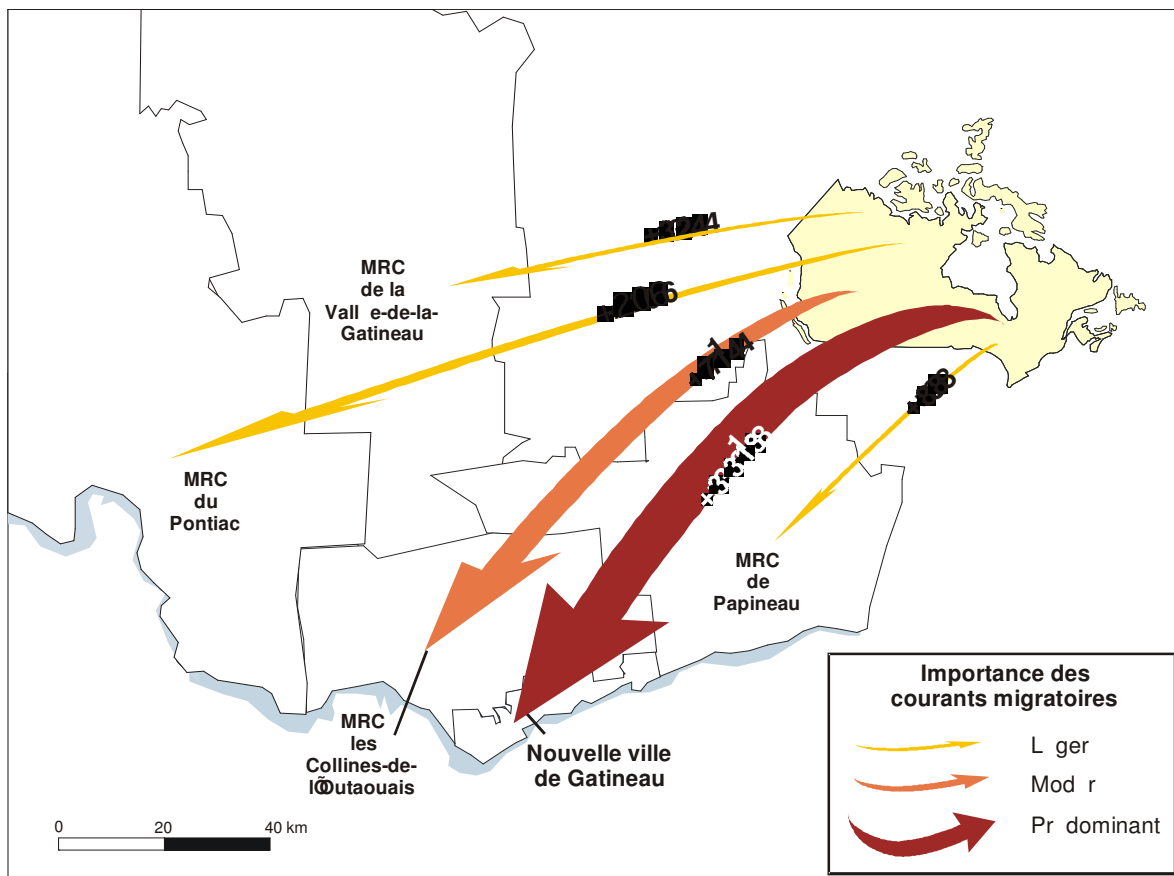 MRC
de la
Vall e-de-la-
Gatineau
MRC
du
Pontiac
MRC
de
Papineau
MRC
les
Collines-de-
Nouvelle ville
de Gatineau
0 20 40 km
Importance des
courants migratoires
L ger
Mod r
Pr dominant